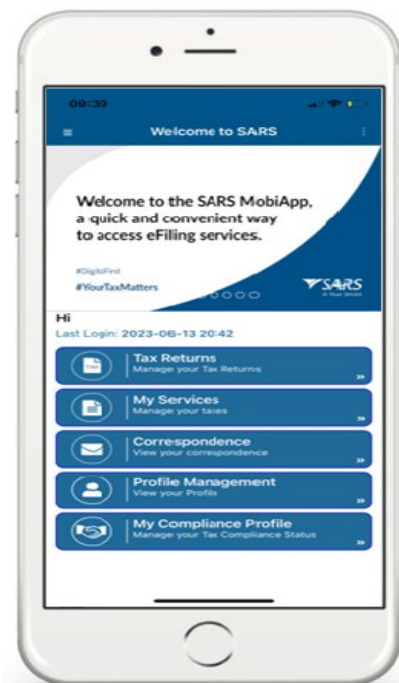 09:39
Welcome to SARS
Welcome to the SARS MobiApp,
a quick and convenient way
to access eFiling services.
#DigitalFirst
#YourTaxMatters
SARS
At Your Service
Hi
Last Login: 2023-06-13 20:42
Tax Returns
Manage your Tax Returns
My Services
Manage your taxes
Correspondence
View your correspondence
Profile Management
View your Profile
My Compliance Profile
Manage your Tax Compliance Status